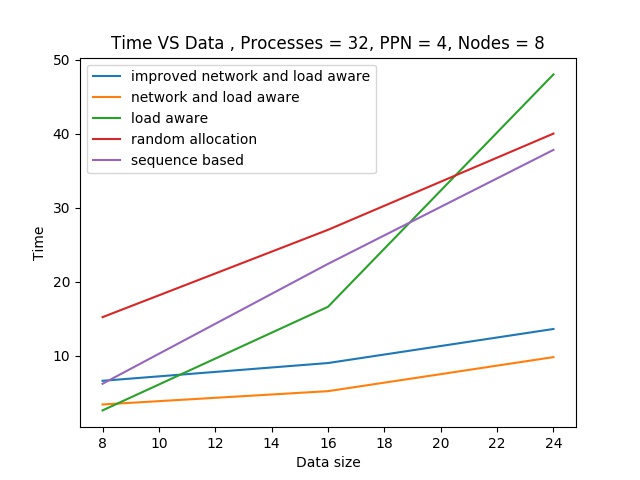 Time VS Data , Processes = 32, PPN = 4, Nodes = 8
improved network and load aware
network and load aware
load aware
random allocation
sequence based
50
40
30
20
10
Time
8 10 12 14 16 18 20 22 24
Data size